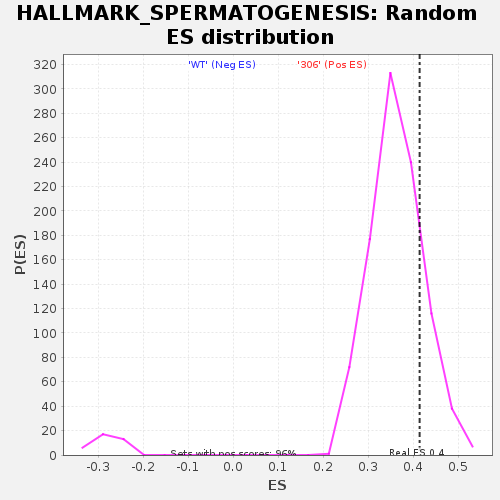 HALLMARK_SPERMATOGENESIS: Random
ES distribution
'WT' (Neg ES) '306' (Pos ES)
320
300
280
260
240
220
200
180
160
140
120
100
80
60
40
20
0
P(ES)
Sets with pos scores: 96%
Real ES 0.4
-0.3 -0.2 -0.1 0.0 0.1 0.2 0.3 0.4 0.5
ES